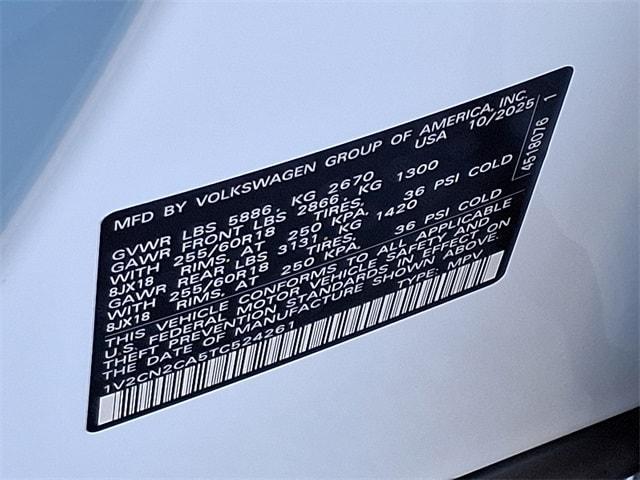 MFD BY VOLKSWAGEN GROUP OF AMERICA, INC.
USA 10/2025
GVWR LBS 5886, KG 2670
GAWR FRONT LBS 2866, KG 1300
WITH 255/60R18 TIRES,
8JX18 RIMS, AT 250 KPA, 36 PSI COLD
GAWR REAR LBS 3131 KG 1420
WITH 255/60R18 TIRES,
8JX18 RIMS, AT 250 KPA, 36 PSI COLD
THIS VEHICLE CONFORMS TO ALL APPLICABLE
U.S. FEDERAL MOTOR VEHICLE SAFETY AND
THEFT PREVENTION STANDARDS IN EFFECT ON
THE DATE OF MANUFACTURE SHOWN ABOVE.
1V2CN2CA5TC524261 TYPE: MPV
4518076 1